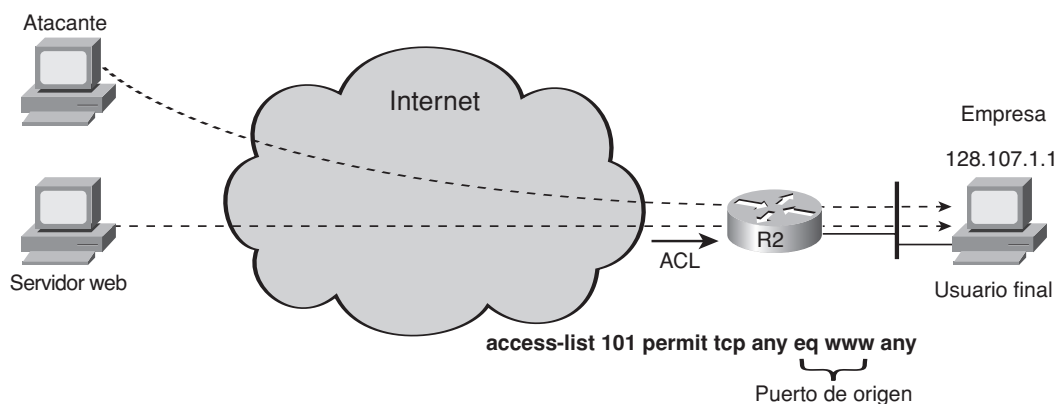 Atacante
Internet
Empresa
128.107.1.1
R2
ACL
Servidor web
Usuario final
access-list 101 permit tcp any eq www any
Puerto de origen